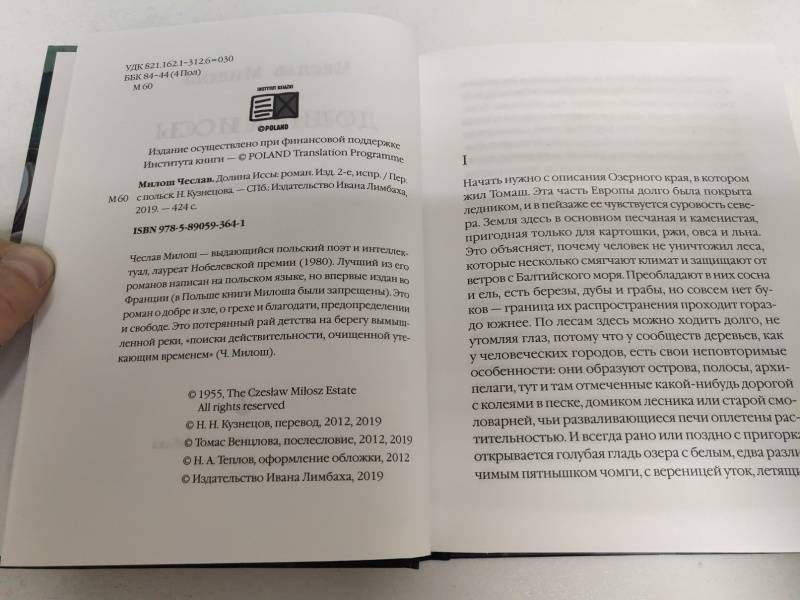 УДК 821.162.1-312.6=030
ББК 84-44 (4 Пол)
М 60
INSTYTUT KSIĄŻKI
©POLAND
Издание осуществлено при финансовой поддержке
Института книги — © POLAND Translation Programme
Милош Чеслав. Долина Иссы: роман. Изд. 2-е, испр. / Пер.
М 60 с польск. Н. Кузнецова. — СПб.: Издательство Ивана Лимбаха,
2019. — 424 с.
ISBN 978-5-89059-364-1
Чеслав Милош — выдающийся польский поэт и интеллек-
туал, лауреат Нобелевской премии (1980). Лучший из его
романов написан на польском языке, но впервые издан во
Франции (в Польше книги Милоша были запрещены). Это
роман о добре и зле, о грехе и благодати, предопределении
и свободе. Это потерянный рай детства на берегу вымыш-
ленной реки, «поиски действительности, очищенной уте-
кающим временем» (Ч. Милош).
© 1955, The Czesław Miłosz Estate
All rights reserved
© Н. Н. Кузнецов, перевод, 2012, 2019
© Томас Венцлова, послесловие, 2012, 2019
© Н. А. Теплов, оформление обложки, 2012
© Издательство Ивана Лимбаха, 2019
I
Начать нужно с описания Озерного края, в котором
жил Томаш. Эта часть Европы долго была покрыта
ледником, и в пейзаже ее чувствуется суровость севе-
ра. Земля здесь в основном песчаная и каменистая,
пригодная только для картошки, ржи, овса и льна.
Это объясняет, почему человек не уничтожил леса,
которые несколько смягчают климат и защищают от
ветров с Балтийского моря. Преобладают в них сосна
и ель, есть березы, дубы и грабы, но совсем нет бу-
ков — граница их распространения проходит гораз-
до южнее. По лесам здесь можно ходить долго, не
утомляя глаз, потому что у сообществ деревьев, как
у человеческих городов, есть свои неповторимые
особенности: они образуют острова, полосы, архи-
пелаги, тут и там отмеченные какой-нибудь дорогой
с колеями в песке, домиком лесника или старой смо-
ловарней, чьи разваливающиеся печи оплетены рас-
тительностью. И всегда рано или поздно с пригорка
открывается голубая гладь озера с белым, едва разли-
чимым пятнышком чомги, с вереницей уток, летящи